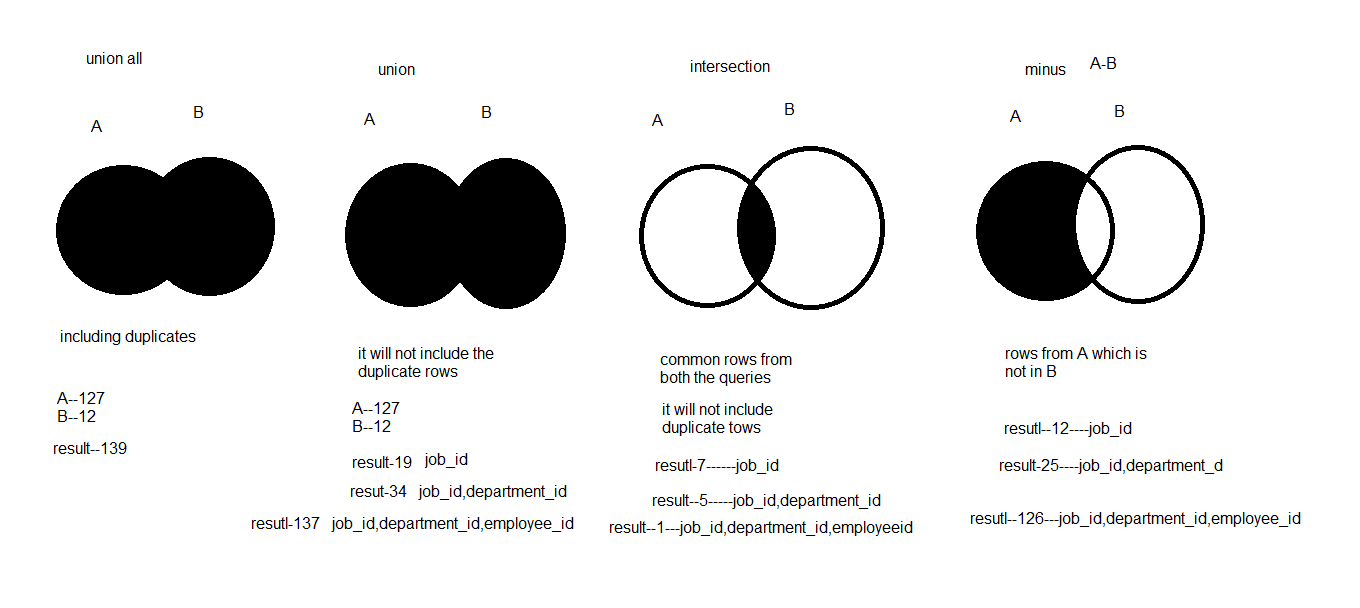 union all
A
B
including duplicates
A--127
B--12
result--139
union
A
B
it will not include the
duplicate rows
A--127
B--12
result-19 job_id
resut-34 job_id,department_id
resutl-137 job_id,department_id,employee_id
intersection
A
B
common rows from
both the queries
it will not include
duplicate tows
resutl-7------job_id
result--5-----job_id,department_id
result--1---job_id,department_id,employeeid
minus A-B
A
B
rows from A which is
not in B
resutl--12----job_id
result-25----job_id,department_d
resutl--126---job_id,department_id,employee_id